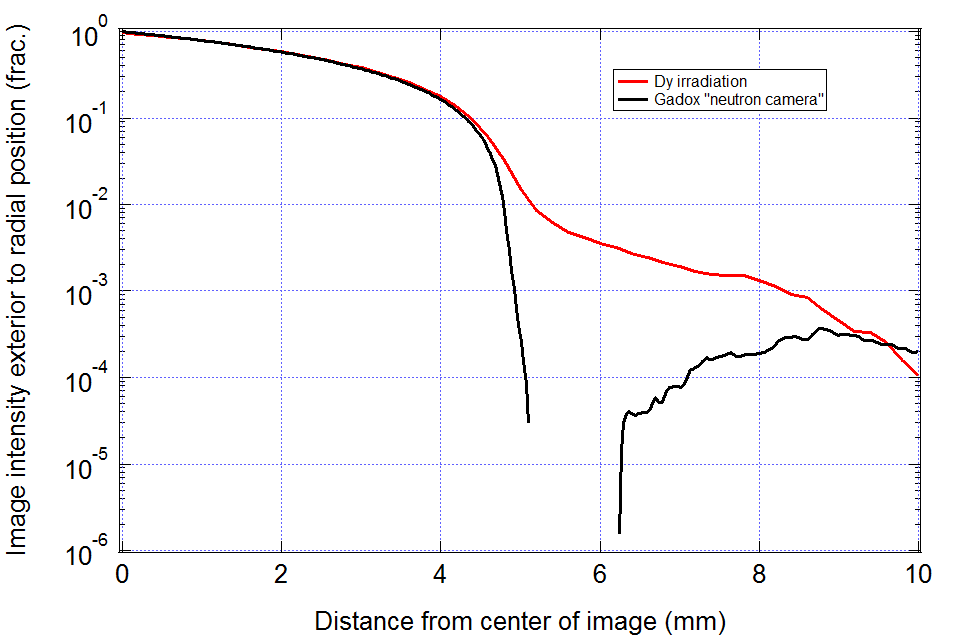 Image intensity exterior to radial position (frac.)
10^0
10^-1
10^-2
10^-3
10^-4
10^-5
10^-6
Dy irradiation
Gadox "neutron camera"
0 2 4 6 8 10
Distance from center of image (mm)